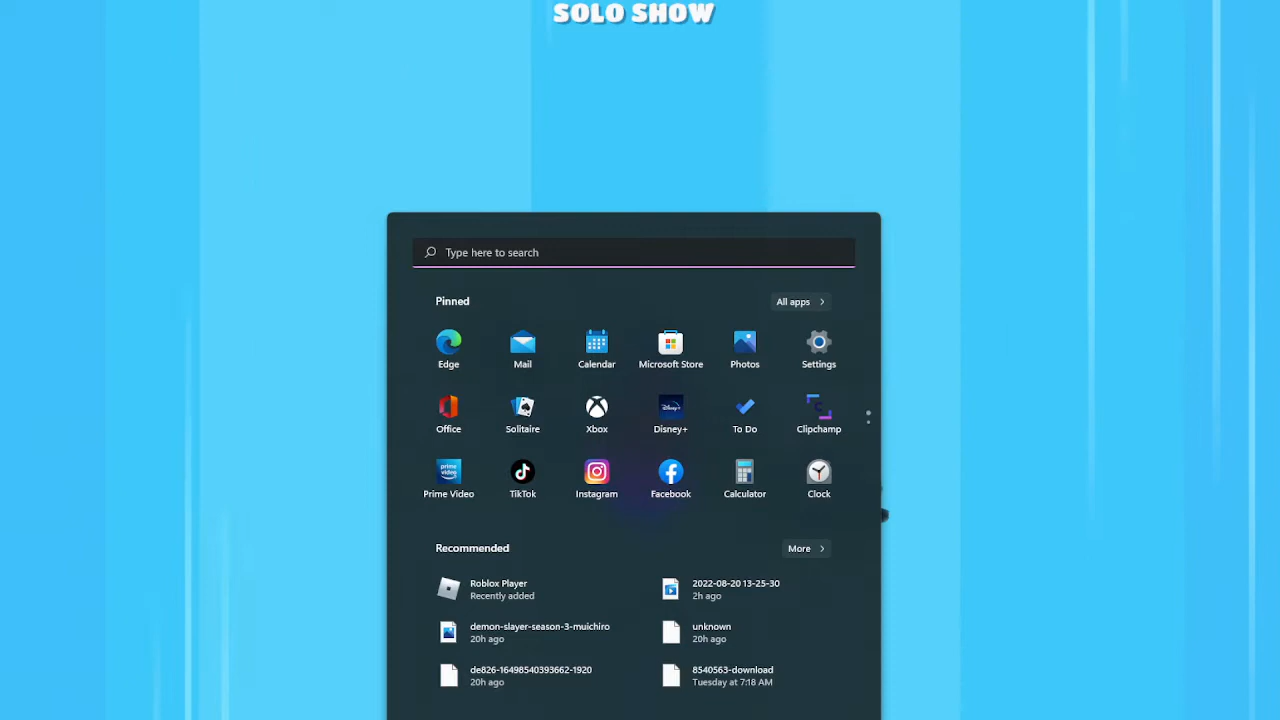 SOLO SHOW
Type here to search
Pinned
All apps
Edge
Mail
Calendar
Microsoft Store
Photos
Settings
Office
Solitaire
Xbox
Disney+
To Do
Clipchamp
prime video
Prime Video
TikTok
Instagram
Facebook
Calculator
Clock
Recommended
More
Roblox Player
Recently added
2022-08-20 13-25-30
2h ago
demon-slayer-season-3-muichiro
20h ago
unknown
20h ago
de826-16498540393662-1920
20h ago
8540563-download
Tuesday at 7:18 AM